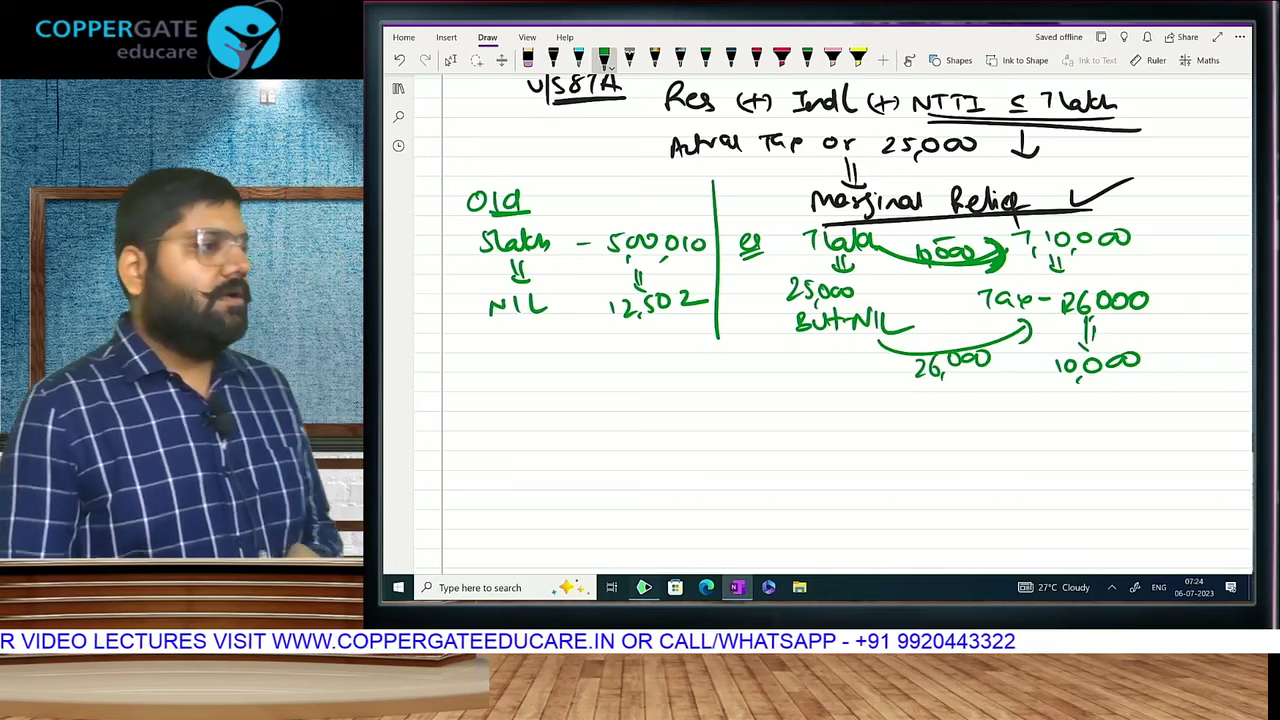 COPPERGATE
educare
Home Insert Draw View Help
Saved offline
Share
Shapes Ink to Shape Ink to Text Ruler Maths
U/S 87A
Res (+) Indl (+) NTTI ≤ 7 lakh
Actual Tax or 25,000
Marginal Relief
Old
5 lakh - 5,00,010
NIL 12,502
eg 7 lakh 10,000 7,10,000
25,000 Tax - 26,000
But NIL
26,000 10,000
Type here to search
27°C Cloudy
ENG
07:24
06-07-2023
R VIDEO LECTURES VISIT WWW.COPPERGATEEDUCARE.IN OR CALL/WHATSAPP - +91 9920443322